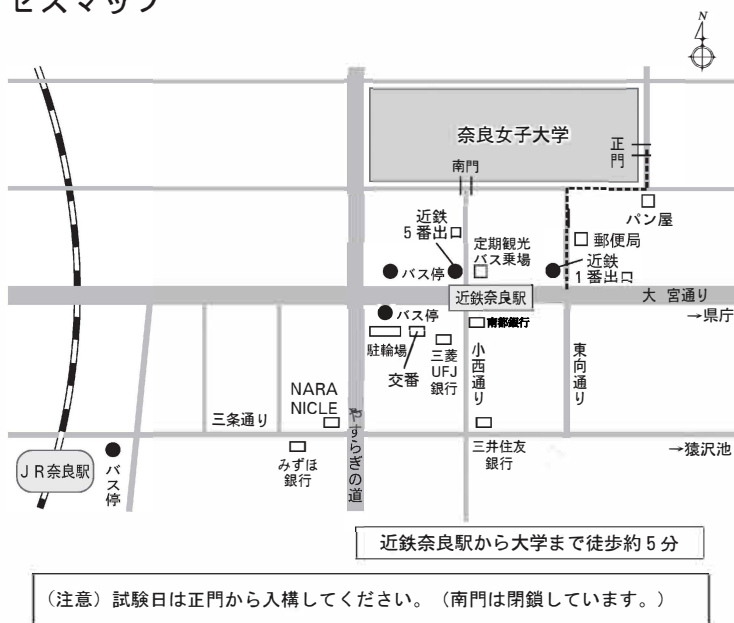 セスマップ
N
奈良女子大学
正門
南門
パン屋
近鉄
5番出口
定期観光
バス乗場
郵便局
近鉄
1番出口
バス停
近鉄奈良駅
大宮通り
→県庁
バス停
南都銀行
駐輪場
交番
三菱
UFJ
銀行
小西通り
東向通り
NARA
NICLE
三条通り
やすらぎの道
みずほ
銀行
三井住友
銀行
→猿沢池
JR奈良駅
バス停
近鉄奈良駅から大学まで徒歩約5分
(注意)試験日は正門から入構してください。(南門は閉鎖しています。)